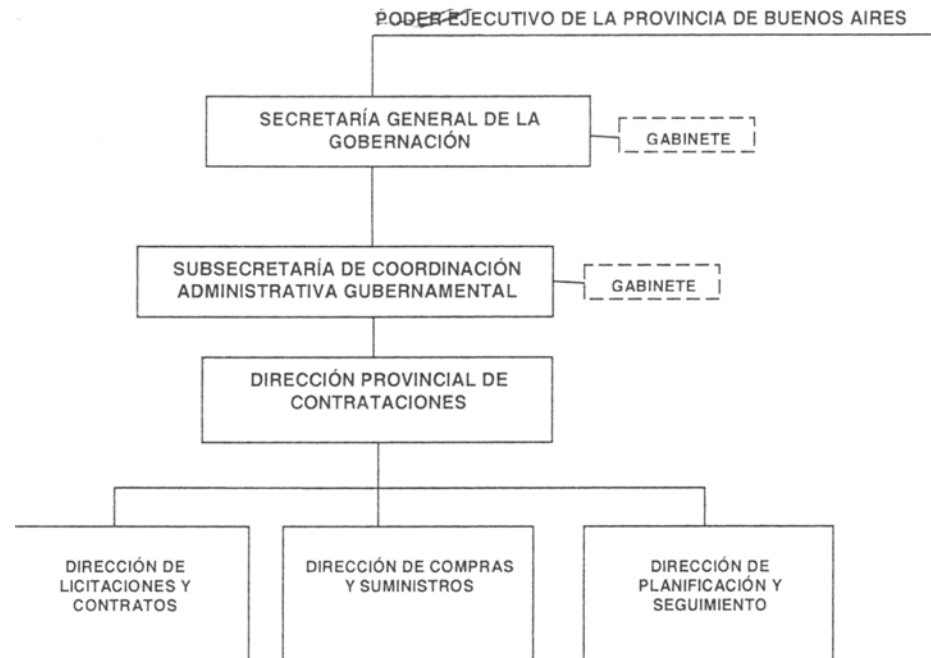 PODER EJECUTIVO DE LA PROVINCIA DE BUENOS AIRES
SECRETARÍA GENERAL DE LA
GOBERNACIÓN
GABINETE
SUBSECRETARÍA DE COORDINACIÓN
ADMINISTRATIVA GUBERNAMENTAL
GABINETE
DIRECCIÓN PROVINCIAL DE
CONTRATACIONES
DIRECCIÓN DE
LICITACIONES Y
CONTRATOS
DIRECCIÓN DE COMPRAS
Y SUMINISTROS
DIRECCIÓN DE
PLANIFICACIÓN Y
SEGUIMIENTO